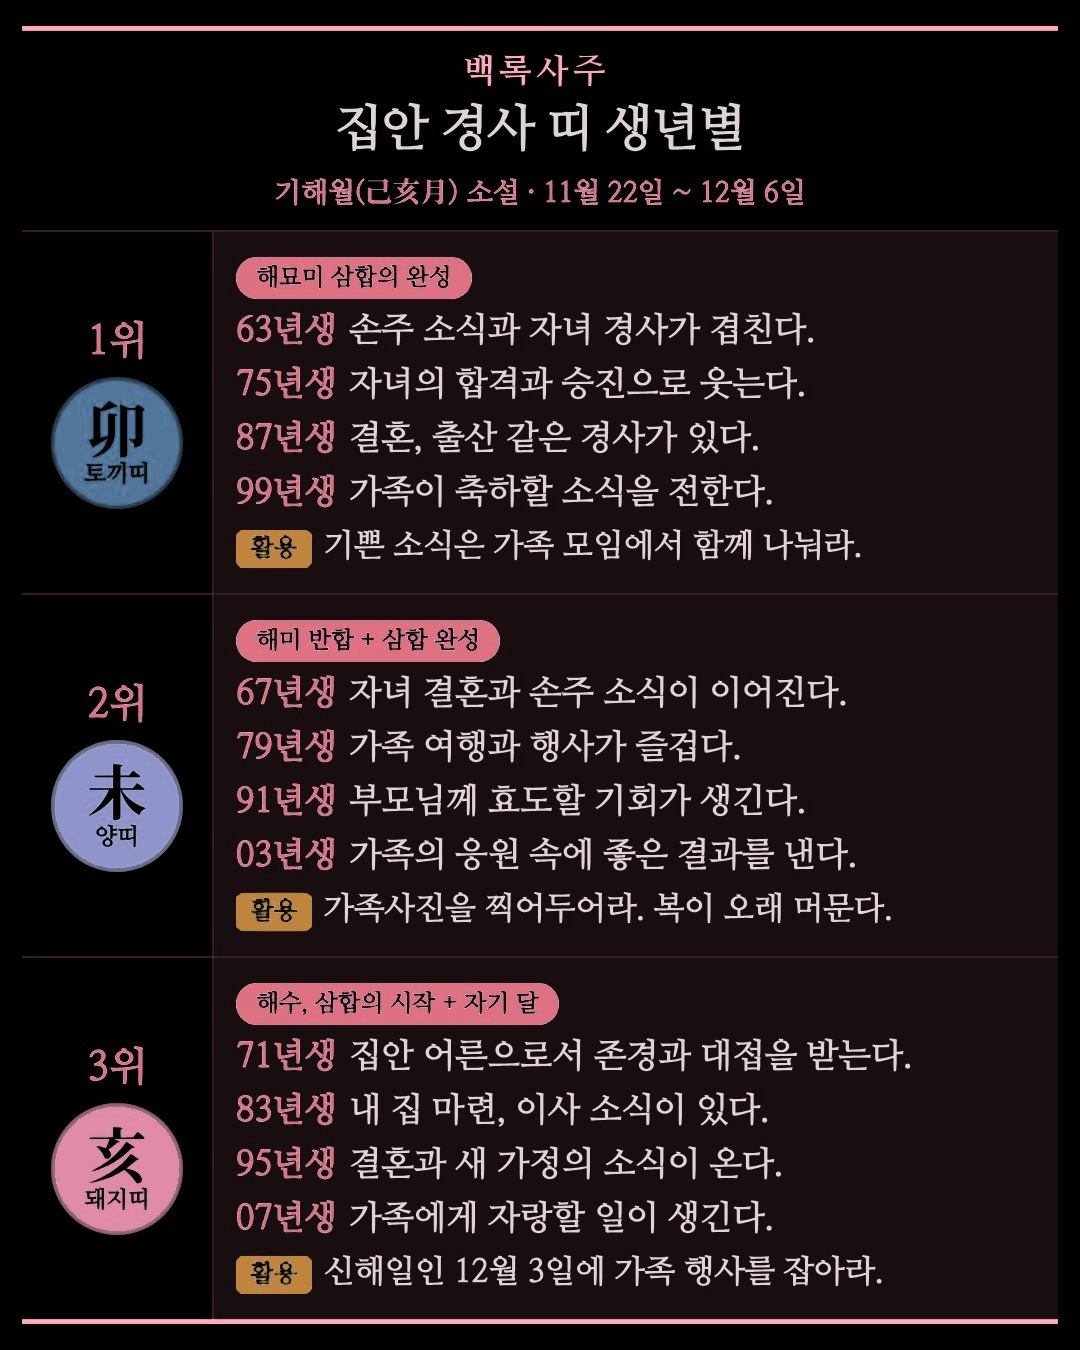 백록사주
집안 경사 띠 생년별
기해월(己亥月) 소설 · 11월 22일 ~ 12월 6일
1위
卯
토끼띠
해묘미 삼합의 완성
63년생 손주 소식과 자녀 경사가 겹친다.
75년생 자녀의 합격과 승진으로 웃는다.
87년생 결혼, 출산 같은 경사가 있다.
99년생 가족이 축하할 소식을 전한다.
활용 기쁜 소식은 가족 모임에서 함께 나눠라.
2위
未
양띠
해미 반합 + 삼합 완성
67년생 자녀 결혼과 손주 소식이 이어진다.
79년생 가족 여행과 행사가 즐겁다.
91년생 부모님께 효도할 기회가 생긴다.
03년생 가족의 응원 속에 좋은 결과를 낸다.
활용 가족사진을 찍어두어라. 복이 오래 머문다.
3위
亥
돼지띠
해수, 삼합의 시작 + 자기 달
71년생 집안 어른으로서 존경과 대접을 받는다.
83년생 내 집 마련, 이사 소식이 있다.
95년생 결혼과 새 가정의 소식이 온다.
07년생 가족에게 자랑할 일이 생긴다.
활용 신해일인 12월 3일에 가족 행사를 잡아라.